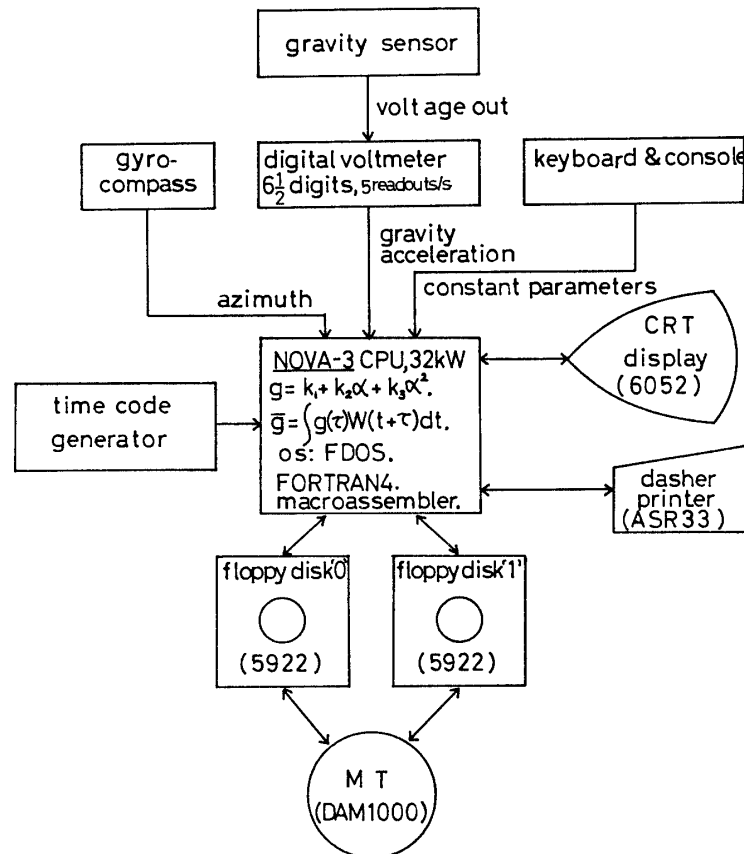 gravity sensor
voltage out
gyro-
compass
digital voltmeter
6½ digits, 5readouts/s
keyboard & console
gravity
acceleration
azimuth
constant parameters
CRT
display
(6052)
NOVA-3 CPU,32kW
g= k₁+ k₂α+ k₃α².
g̅=∫g(τ)W(t+τ)dt.
os: FDOS.
FORTRAN4.
macroassembler.
time code
generator
dasher
printer
(ASR33)
floppy disk'0'
(5922)
floppy disk'1'
(5922)
M T
(DAM1000)